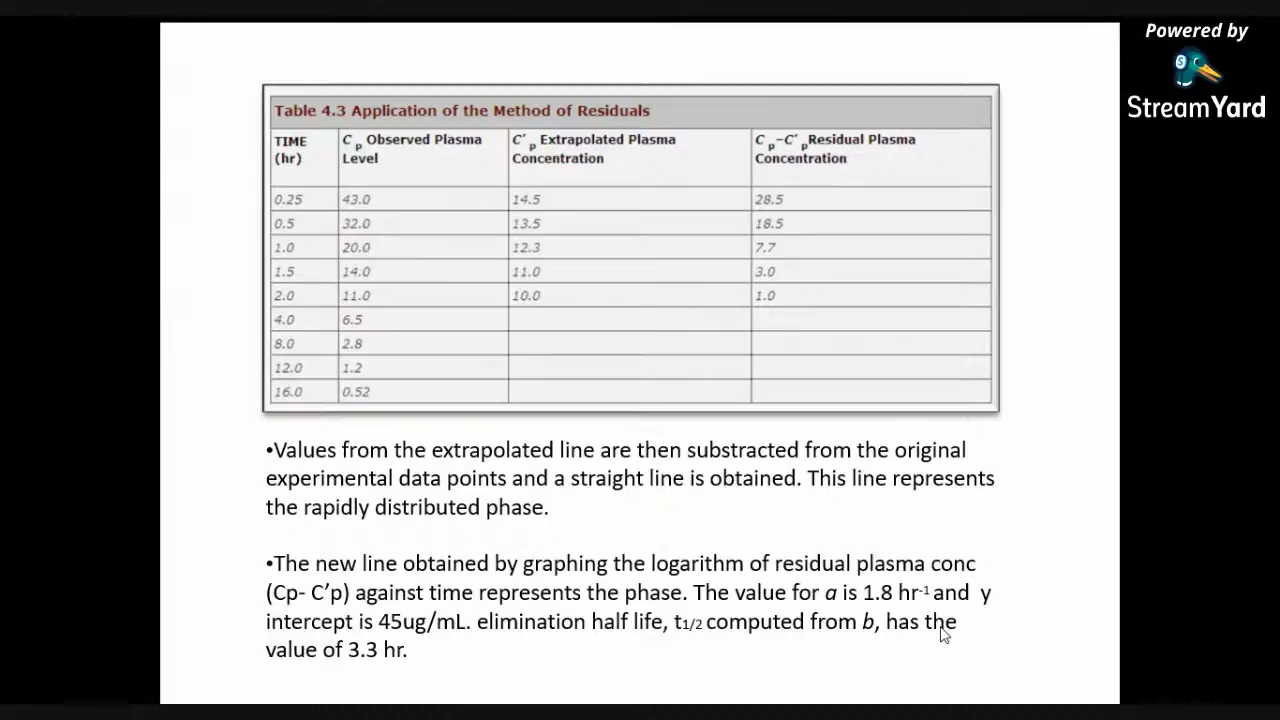 Powered by
StreamYard
Table 4.3 Application of the Method of Residuals
TIME (hr) C p Observed Plasma Level C' p Extrapolated Plasma Concentration C p-C' p Residual Plasma Concentration
0.25 43.0 14.5 28.5
0.5 32.0 13.5 18.5
1.0 20.0 12.3 7.7
1.5 14.0 11.0 3.0
2.0 11.0 10.0 1.0
4.0 6.5
8.0 2.8
12.0 1.2
16.0 0.52
•Values from the extrapolated line are then substracted from the original
experimental data points and a straight line is obtained. This line represents
the rapidly distributed phase.
•The new line obtained by graphing the logarithm of residual plasma conc
(Cp- C’p) against time represents the phase. The value for a is 1.8 hr-1 and y
intercept is 45ug/mL. elimination half life, t1/2 computed from b, has the
value of 3.3 hr.